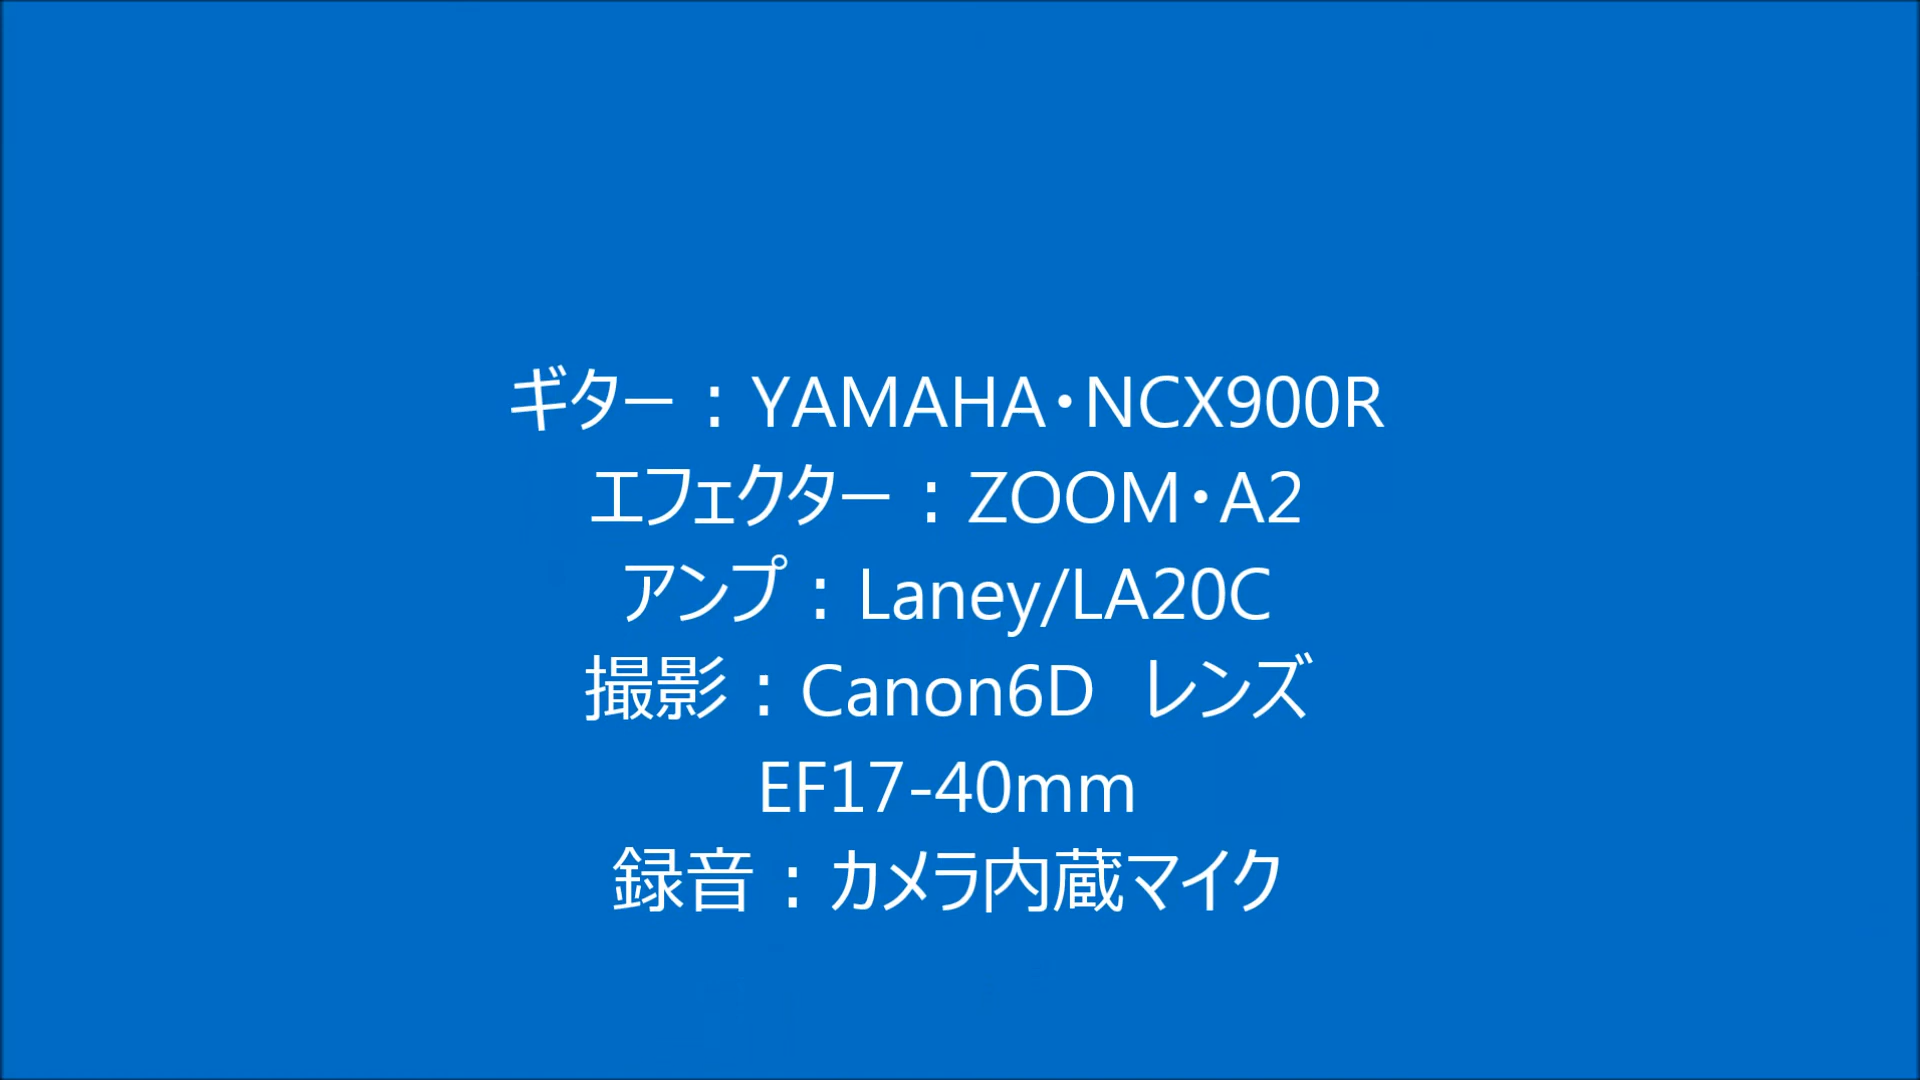 ギター：YAMAHA・NCX900R
エフェクター：ZOOM・A2
アンプ：Laney/LA20C
撮影：Canon6D　レンズ
EF17-40mm
録音：カメラ内蔵マイク